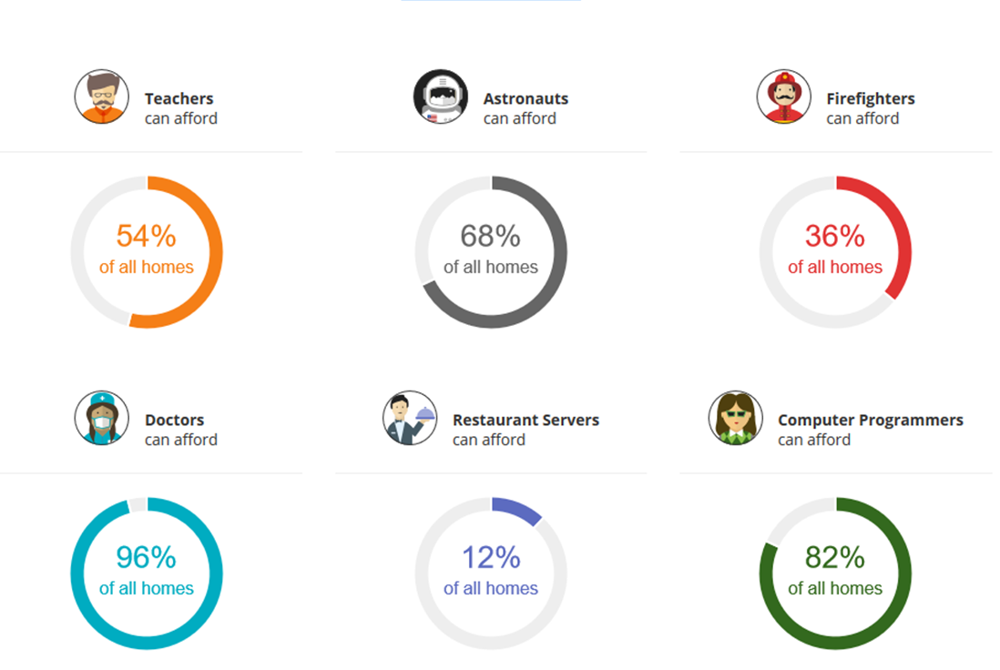 Teachers
can afford
Astronauts
can afford
Firefighters
can afford
54%
of all homes
68%
of all homes
36%
of all homes
Doctors
can afford
Restaurant Servers
can afford
Computer Programmers
can afford
96%
of all homes
12%
of all homes
82%
of all homes